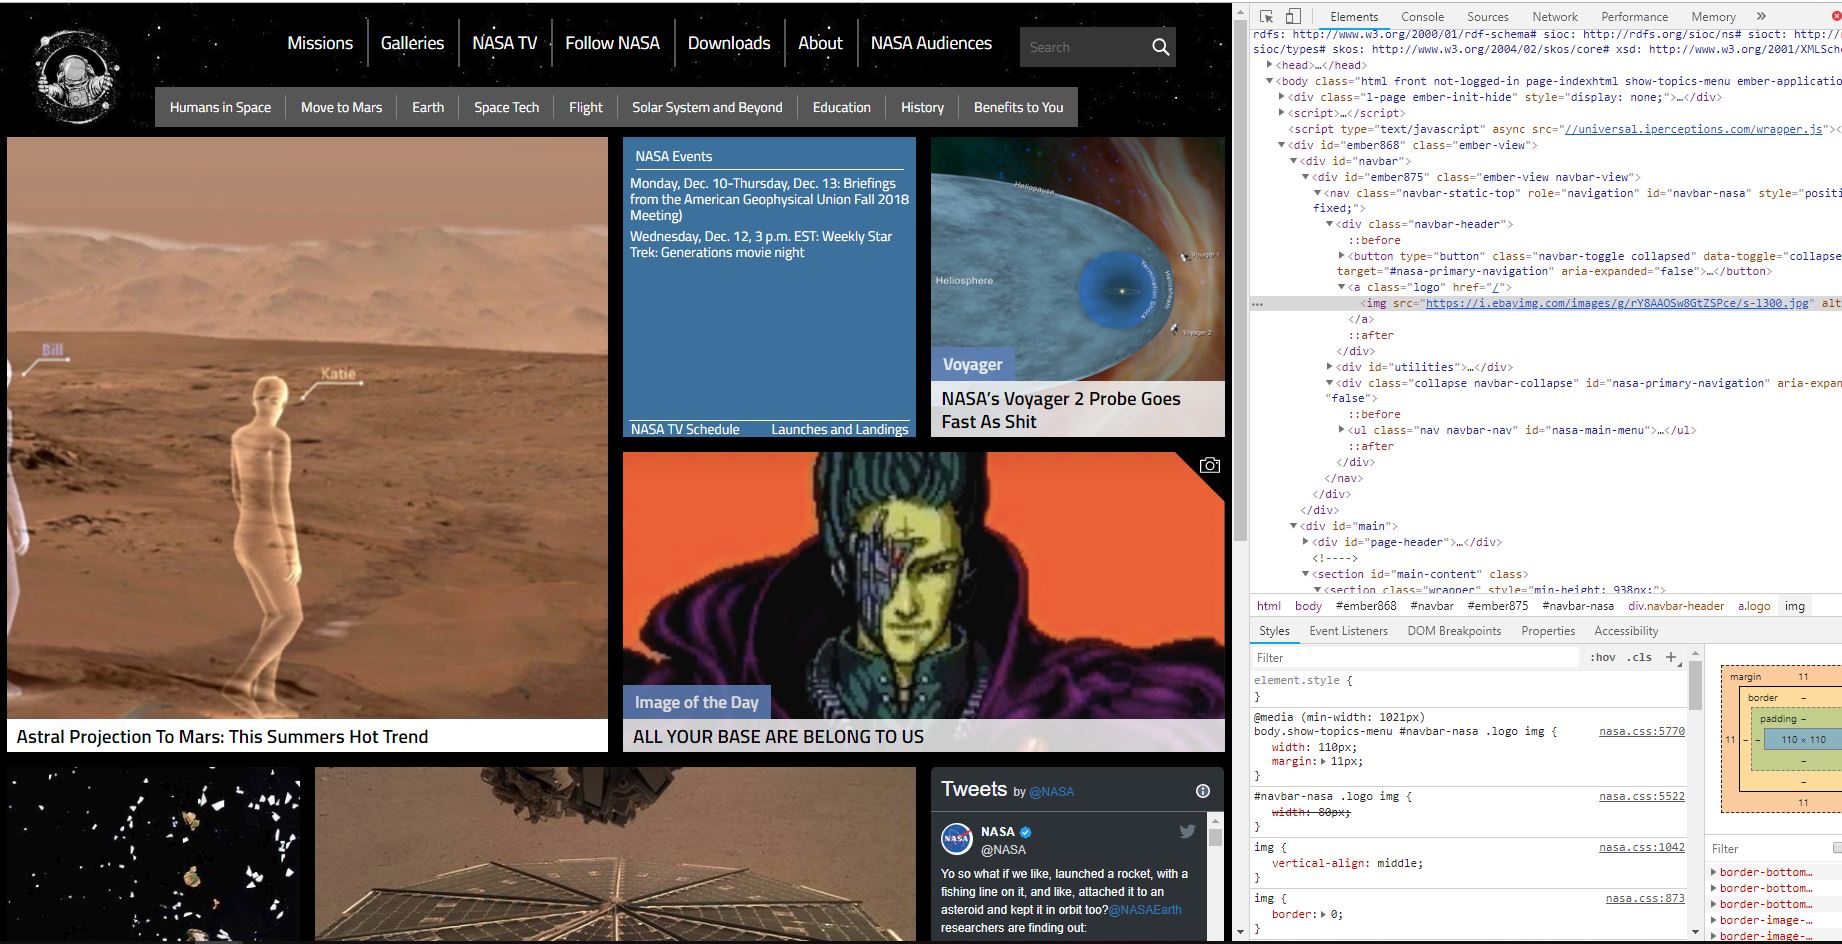 Missions
Galleries
NASA TV
Follow NASA
Downloads
About
NASA Audiences
Search
Humans in Space
Move to Mars
Earth
Space Tech
Flight
Solar System and Beyond
Education
History
Benefits to You
Bill
Katie
Astral Projection To Mars: This Summers Hot Trend
NASA Events
Monday, Dec. 10-Thursday, Dec. 13: Briefings
from the American Geophysical Union Fall 2018
Meeting)
Wednesday, Dec. 12, 3 p.m. EST: Weekly Star
Trek: Generations movie night
NASA TV Schedule
Launches and Landings
Heliopause
Heliosphere
Termination Shock
Heliosheath
Voyager 1
Voyager 2
Voyager
NASA's Voyager 2 Probe Goes
Fast As Shit
Image of the Day
ALL YOUR BASE ARE BELONG TO US
Tweets by @NASA
NASA
NASA
@NASA
Yo so what if we like, launched a rocket, with a
fishing line on it, and like, attached it to an
asteroid and kept it in orbit too?@NASAEarth
researchers are finding out:
Elements
Console
Sources
Network
Performance
Memory
»
rdfs: http://www.w3.org/2000/01/rdf-schema# sioc: http://rdfs.org/sioc/ns# sioct: http:/
sioc/types# skos: http://www.w3.org/2004/02/skos/core# xsd: http://www.w3.org/2001/XMLSch
<head>…</head>
<body class="html front not-logged-in page-indexhtml show-topics-menu ember-applicatio
<div class="l-page ember-init-hide" style="display: none;">…</div>
<script>…</script>
<script type="text/javascript" async src="//universal.iperceptions.com/wrapper.js"><
<div id="ember868" class="ember-view">
<div id="navbar">
<div id="ember875" class="ember-view navbar-view">
<nav class="navbar-static-top" role="navigation" id="navbar-nasa" style="positi
fixed;">
<div class="navbar-header">
::before
<button type="button" class="navbar-toggle collapsed" data-toggle="collapse
target="#nasa-primary-navigation" aria-expanded="false">…</button>
<a class="logo" href="/">
… <img src="https://i.ebayimg.com/images/g/rY8AAOSw8GtZSPce/s-l300.jpg" alt
</a>
::after
</div>
<div id="utilities">…</div>
<div class="collapse navbar-collapse" id="nasa-primary-navigation" aria-expan
"false">
::before
<ul class="nav navbar-nav" id="nasa-main-menu">…</ul>
::after
</div>
</nav>
</div>
</div>
<div id="main">
<div id="page-header">…</div>
<!---->
<section id="main-content" class>
<section class="wrapper" style="min-height: 938px;">
html body #ember868 #navbar #ember875 #navbar-nasa div.navbar-header a.logo img
Styles
Event Listeners
DOM Breakpoints
Properties
Accessibility
Filter
:hov .cls +
element.style {
}
@media (min-width: 1021px)
body.show-topics-menu #navbar-nasa .logo img { nasa.css:5770
width: 110px;
margin: 11px;
}
#navbar-nasa .logo img { nasa.css:5522
width: 80px;
}
img { nasa.css:1042
vertical-align: middle;
}
img { nasa.css:873
border: 0;
}
margin 11
border –
padding –
11 – – 110 × 110
–
–
11
Filter
border-bottom…
border-bottom…
border-bottom…
border-image-…
border-image-…